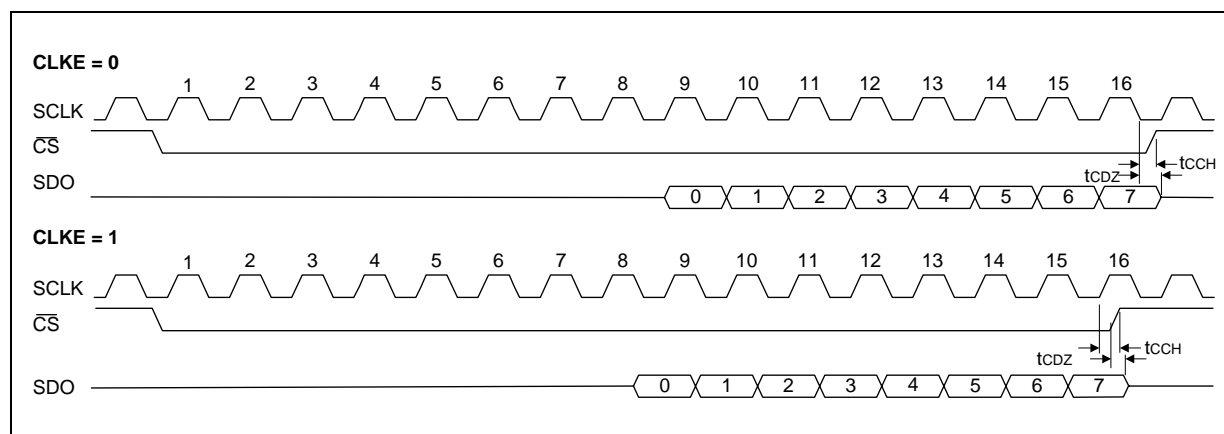 CLKE = 0
1 2 3 4 5 6 7 8 9 10 11 12 13 14 15 16
SCLK
CS
tCDZ tCCH
SDO
0 1 2 3 4 5 6 7
CLKE = 1
1 2 3 4 5 6 7 8 9 10 11 12 13 14 15 16
SCLK
CS
tCDZ tCCH
SDO
0 1 2 3 4 5 6 7